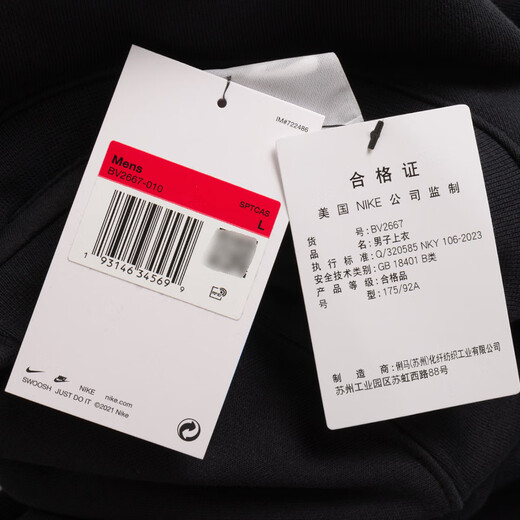 IM#722486
Mens
BV2667-010
SPTCAS
L
1 93146 34569 9
RFID
NIKE
nike.com
SWOOSH JUST DO IT ©2021 Nike
合格证
美国 NIKE 公司监制
货 号: BV2667
品 名: 男子上衣
执行标准: Q/320585 NKY 106-2023
安全技术类别: GB 18401 B类
产品等级: 合格品
号 型: 175/92A
制造商: 俐马(苏州)化纤纺织工业有限公司
苏州工业园区苏虹西路88号